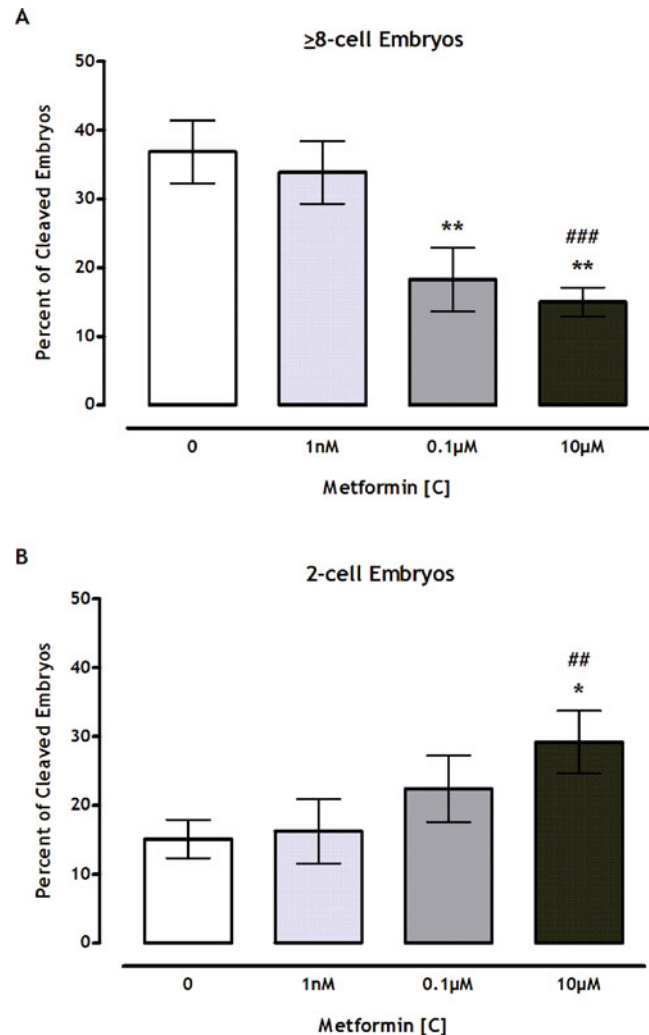 A
≥8-cell Embryos
Percent of Cleaved Embryos
50
40
30
20
10
0
**
###
**
0 1nM 0.1µM 10µM
Metformin [C]
B
2-cell Embryos
Percent of Cleaved Embryos
50
40
30
20
10
0
##
*
0 1nM 0.1µM 10µM
Metformin [C]